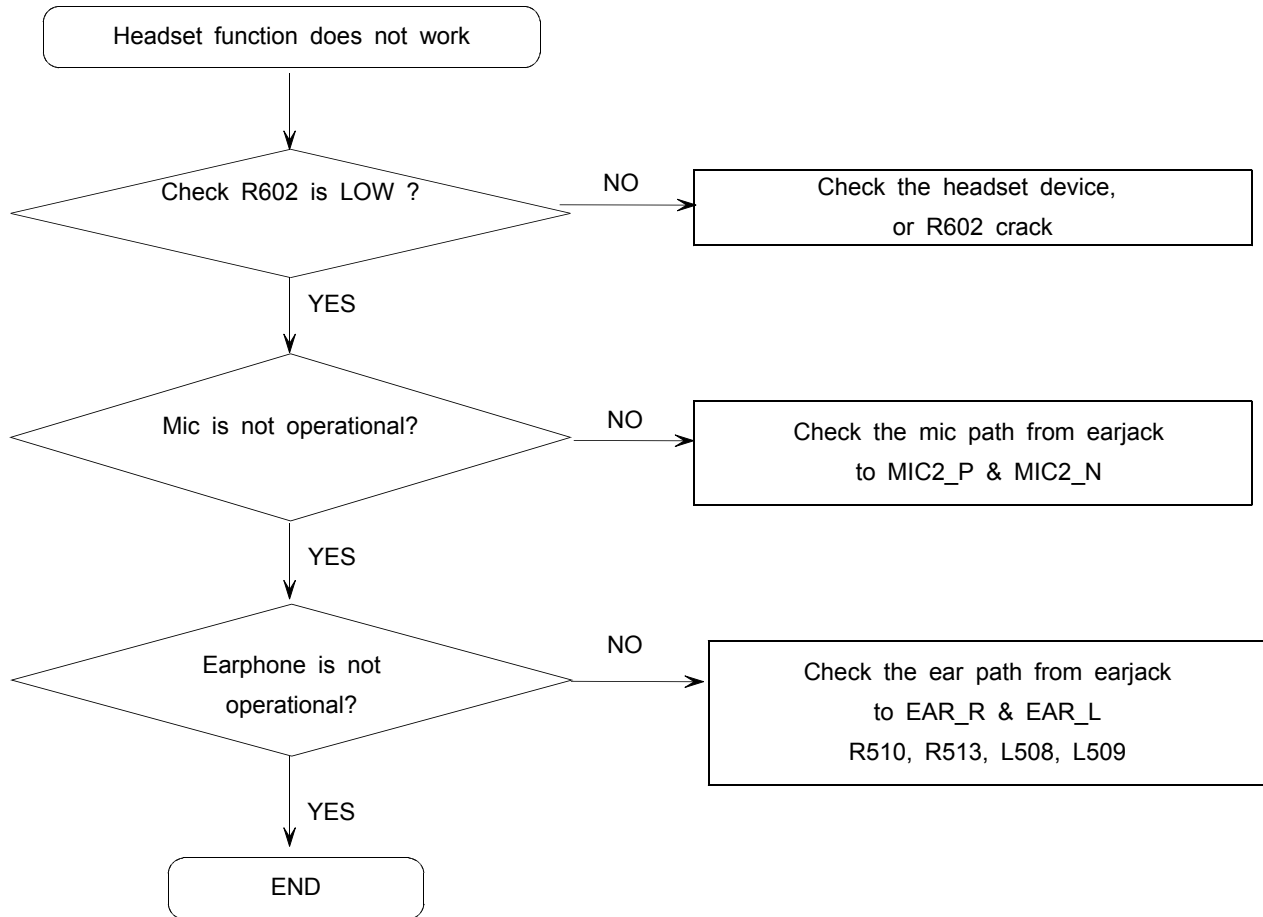 Headset function does not work
Check R602 is LOW ?
NO
Check the headset device,
or R602 crack
YES
Mic is not operational?
NO
Check the mic path from earjack
to MIC2_P & MIC2_N
YES
Earphone is not
operational?
NO
Check the ear path from earjack
to EAR_R & EAR_L
R510, R513, L508, L509
YES
END